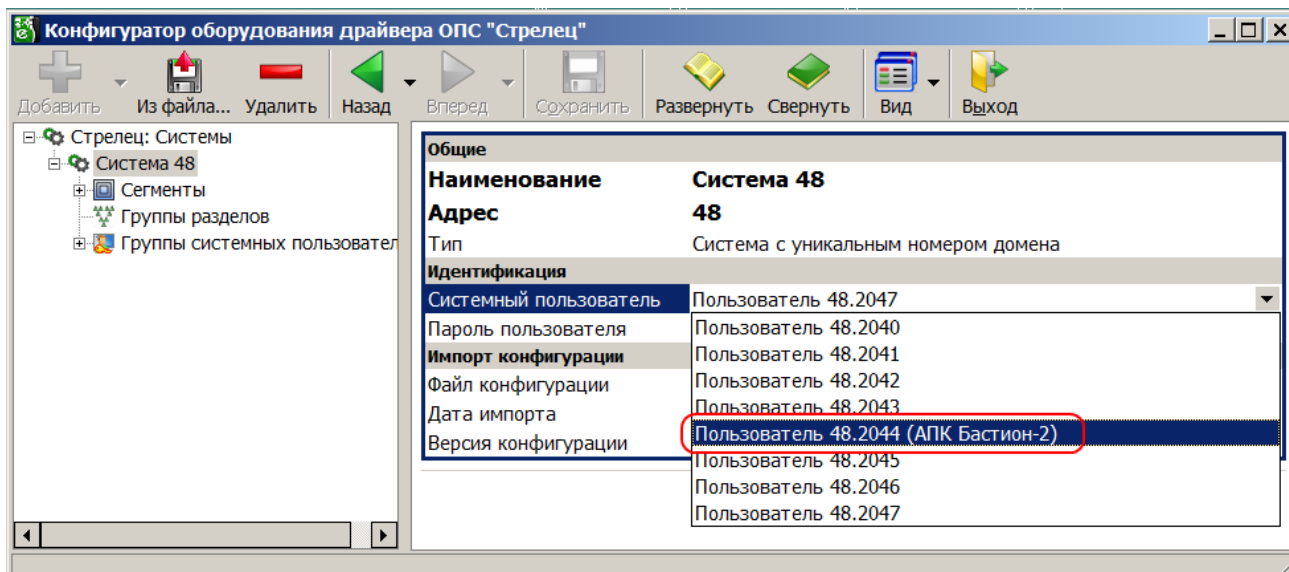 Конфигуратор оборудования драйвера ОПС "Стрелец"
Добавить Из файла... Удалить Назад Вперед Сохранить Развернуть Свернуть Вид Выход
Стрелец: Системы
Система 48
Сегменты
Группы разделов
Группы системных пользовател
Общие
Наименование Система 48
Адрес 48
Тип Система с уникальным номером домена
Идентификация
Системный пользователь Пользователь 48.2047
Пароль пользователя
Импорт конфигурации
Файл конфигурации
Дата импорта
Версия конфигурации
Пользователь 48.2040
Пользователь 48.2041
Пользователь 48.2042
Пользователь 48.2043
Пользователь 48.2044 (АПК Бастион-2)
Пользователь 48.2045
Пользователь 48.2046
Пользователь 48.2047